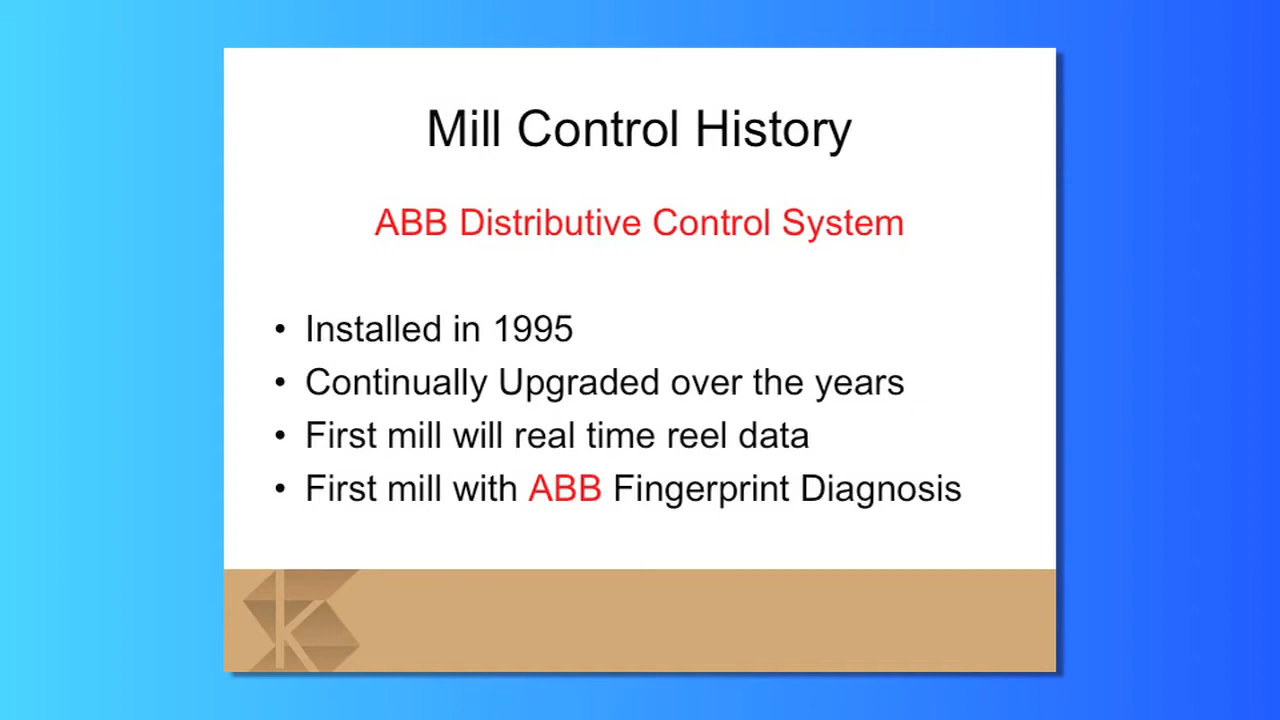 Mill Control History
ABB Distributive Control System
• Installed in 1995
• Continually Upgraded over the years
• First mill will real time reel data
• First mill with ABB Fingerprint Diagnosis
K